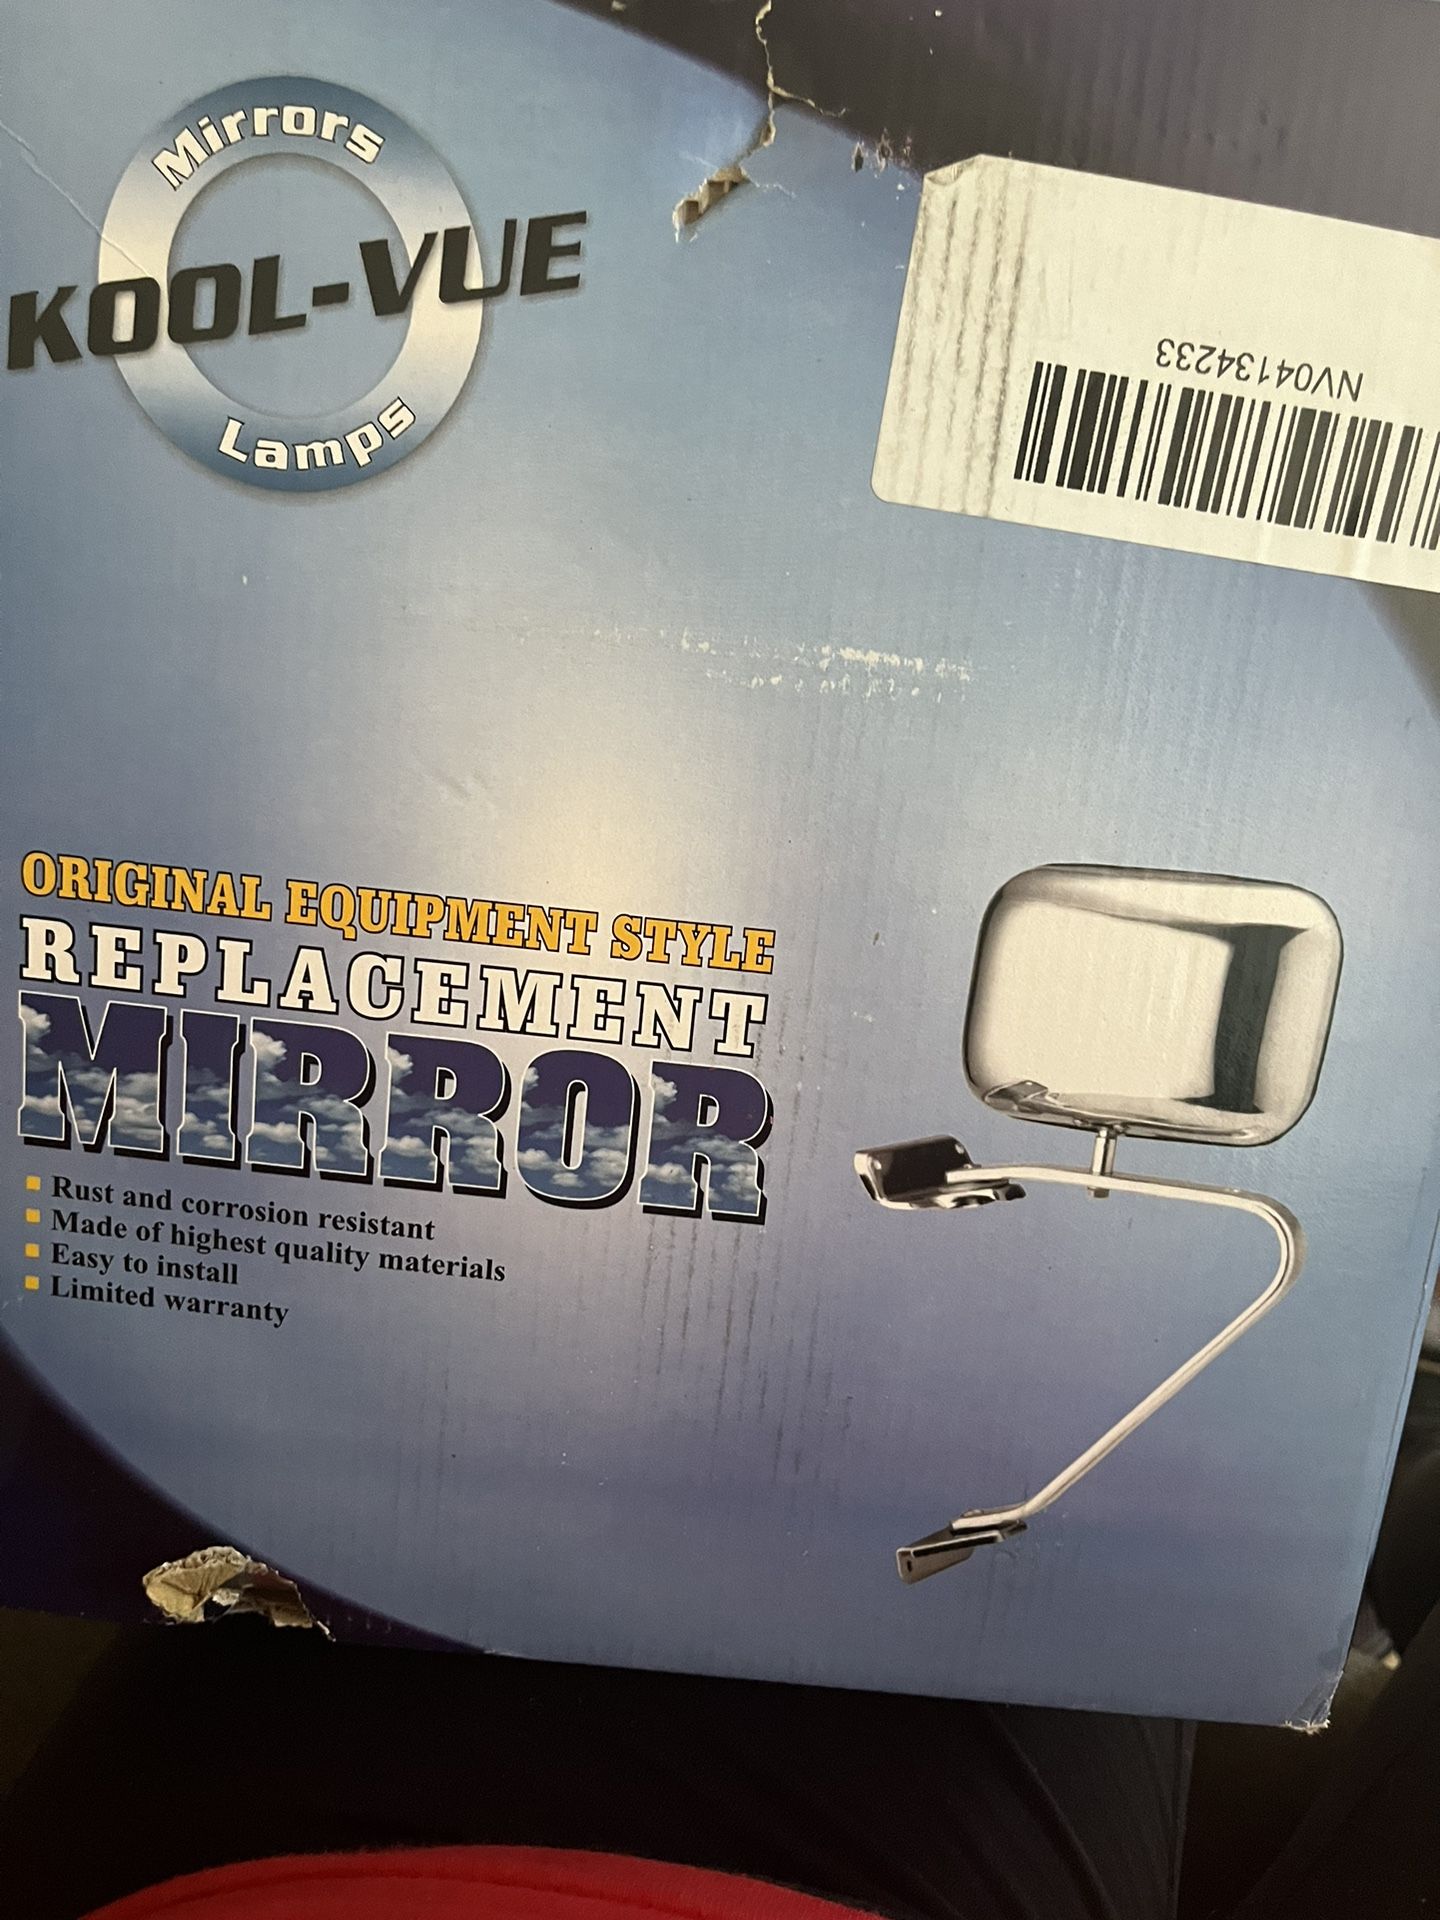 Mirrors
KOOL-VUE
Lamps
NV04134233
ORIGINAL EQUIPMENT STYLE
REPLACEMENT
MIRROR
Rust and corrosion resistant
Made of highest quality materials
Easy to install
Limited warranty